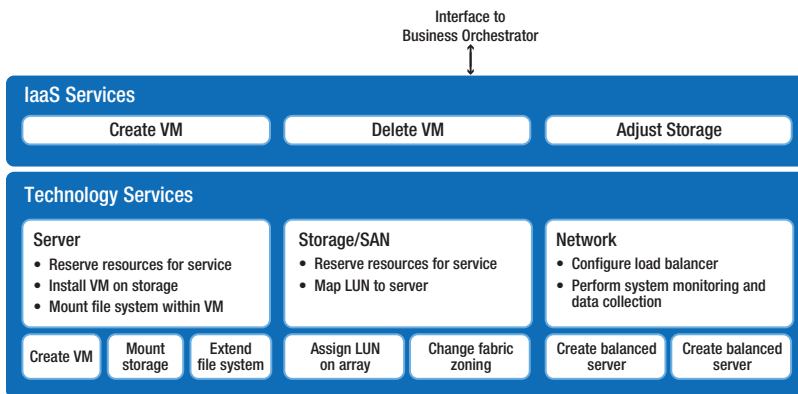 Interface to
Business Orchestrator
IaaS Services
Create VM
Delete VM
Adjust Storage
Technology Services
Server
• Reserve resources for service
• Install VM on storage
• Mount file system within VM
Storage/SAN
• Reserve resources for service
• Map LUN to server
Network
• Configure load balancer
• Perform system monitoring and
data collection
Create VM
Mount
storage
Extend
file system
Assign LUN
on array
Change fabric
zoning
Create balanced
server
Create balanced
server